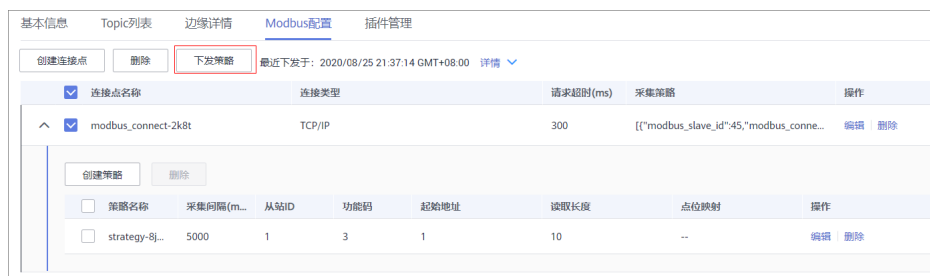 基本信息 Topic列表 边缘详情 Modbus配置 插件管理
创建连接点 删除 下发策略 最近下发于： 2020/08/25 21:37:14 GMT+08:00 详情
连接点名称 连接类型 请求超时(ms) 采集策略 操作
modbus_connect-2k8t TCP/IP 300 [{"modbus_slave_id":45,"modbus_conne... 编辑 删除
创建策略 删除
策略名称 采集间隔(m... 从站ID 功能码 起始地址 读取长度 点位映射 操作
strategy-8j... 5000 1 3 1 10 -- 编辑 删除